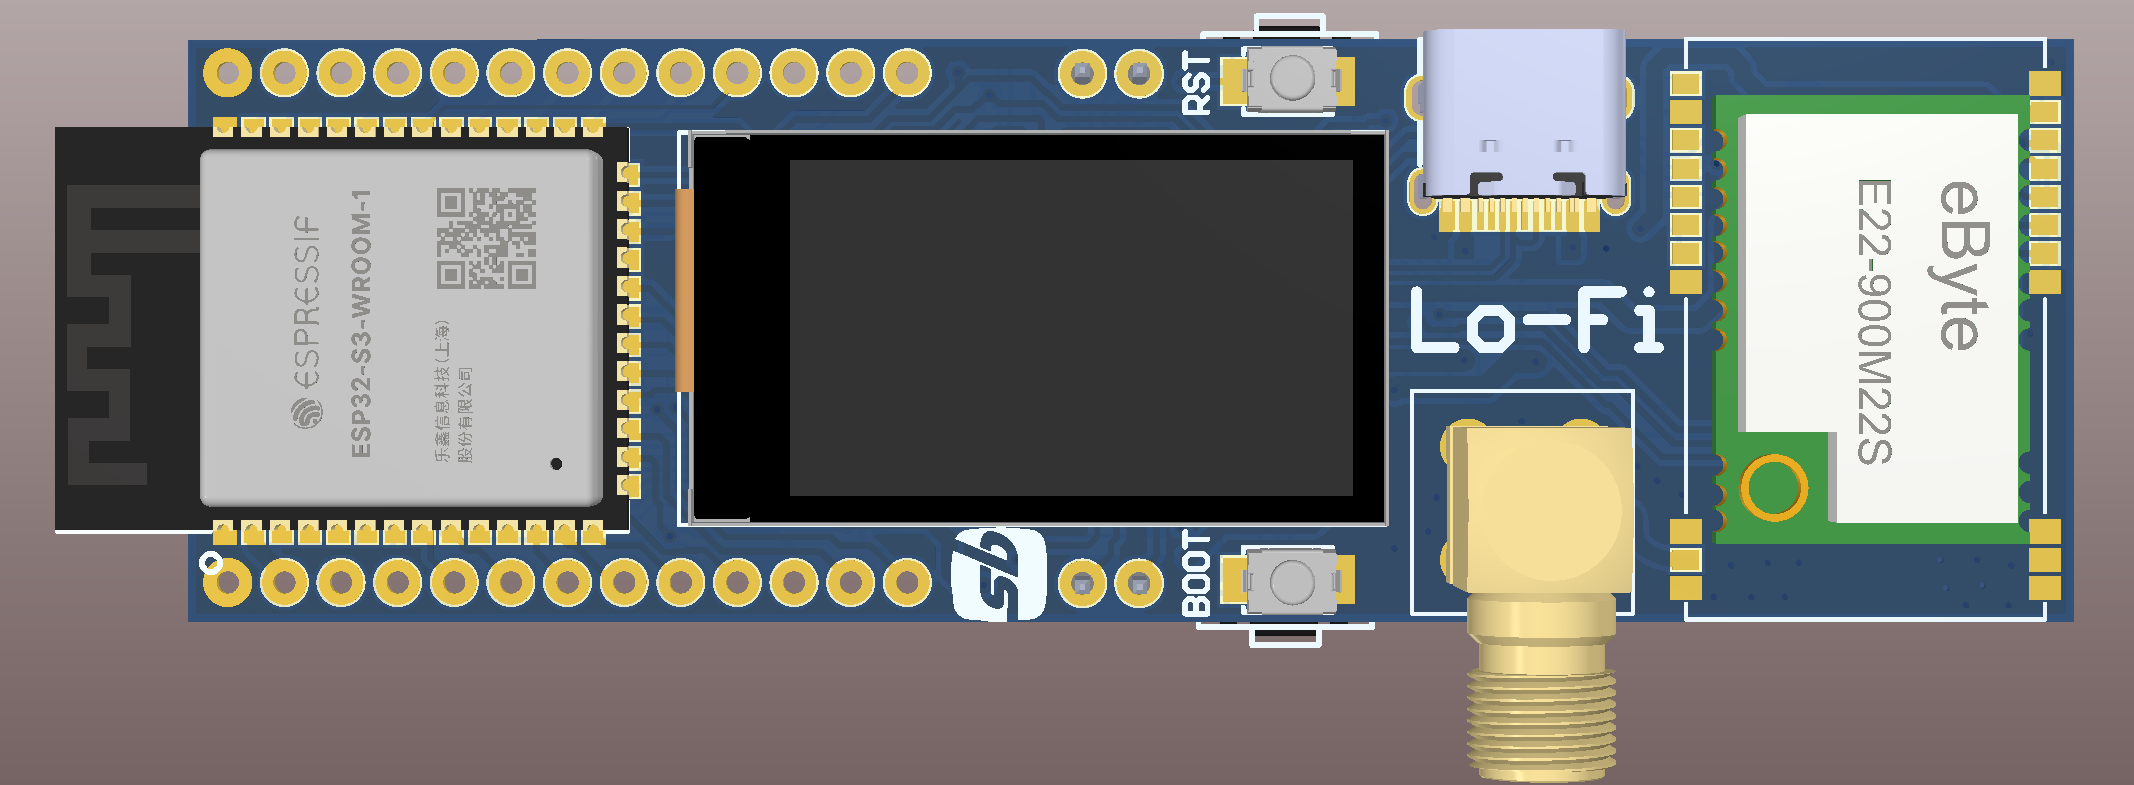 RST
ESPRESSIF
ESP32-S3-WROOM-1
乐鑫信息科技(上海)
股份有限公司
Lo-Fi
eByte
E22-900M22S
sb
BOOT